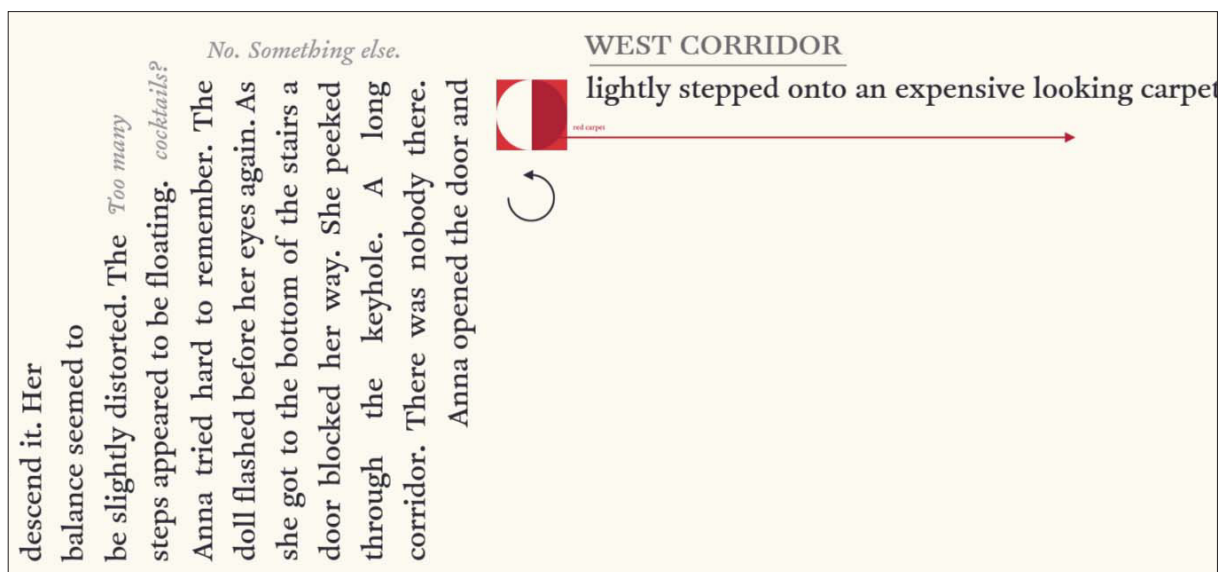 descend it. Her
balance seemed to
be slightly distorted. The
Too many
steps appeared to be floating.
cocktails?
Anna tried hard to remember. The
No. Something else.
doll flashed before her eyes again. As
she got to the bottom of the stairs a
door blocked her way. She peeked
through the keyhole. A long
corridor. There was nobody there.
Anna opened the door and
WEST CORRIDOR
lightly stepped onto an expensive looking carpet
red carpet